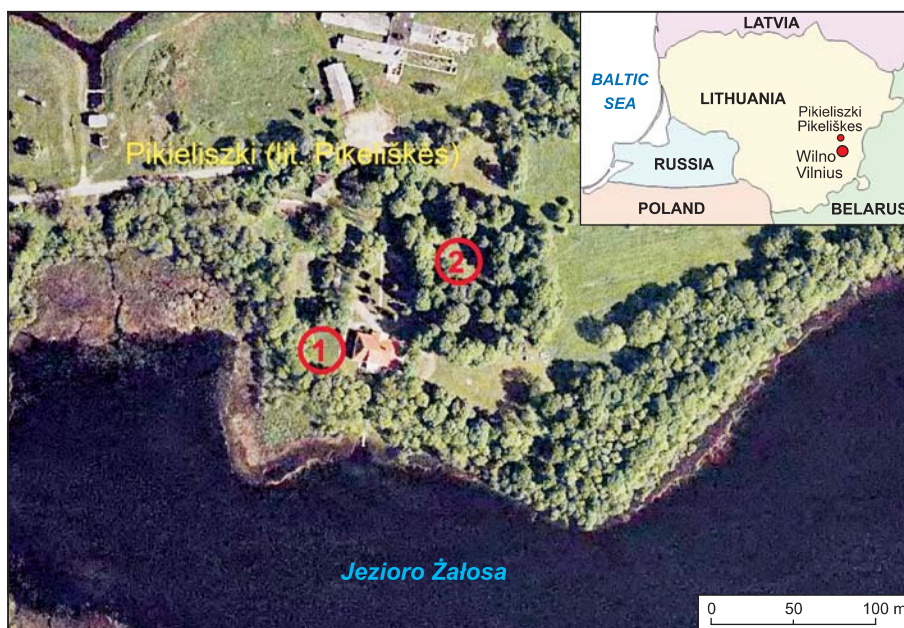 LATVIA
BALTIC
SEA
LITHUANIA
Pikieliszki
Pikeliškes
Wilno
Vilnius
RUSSIA
POLAND
BELARUS
Pikieliszki (lit. Pikeliškės)
2
1
Jezioro Żałosa
0 50 100 m